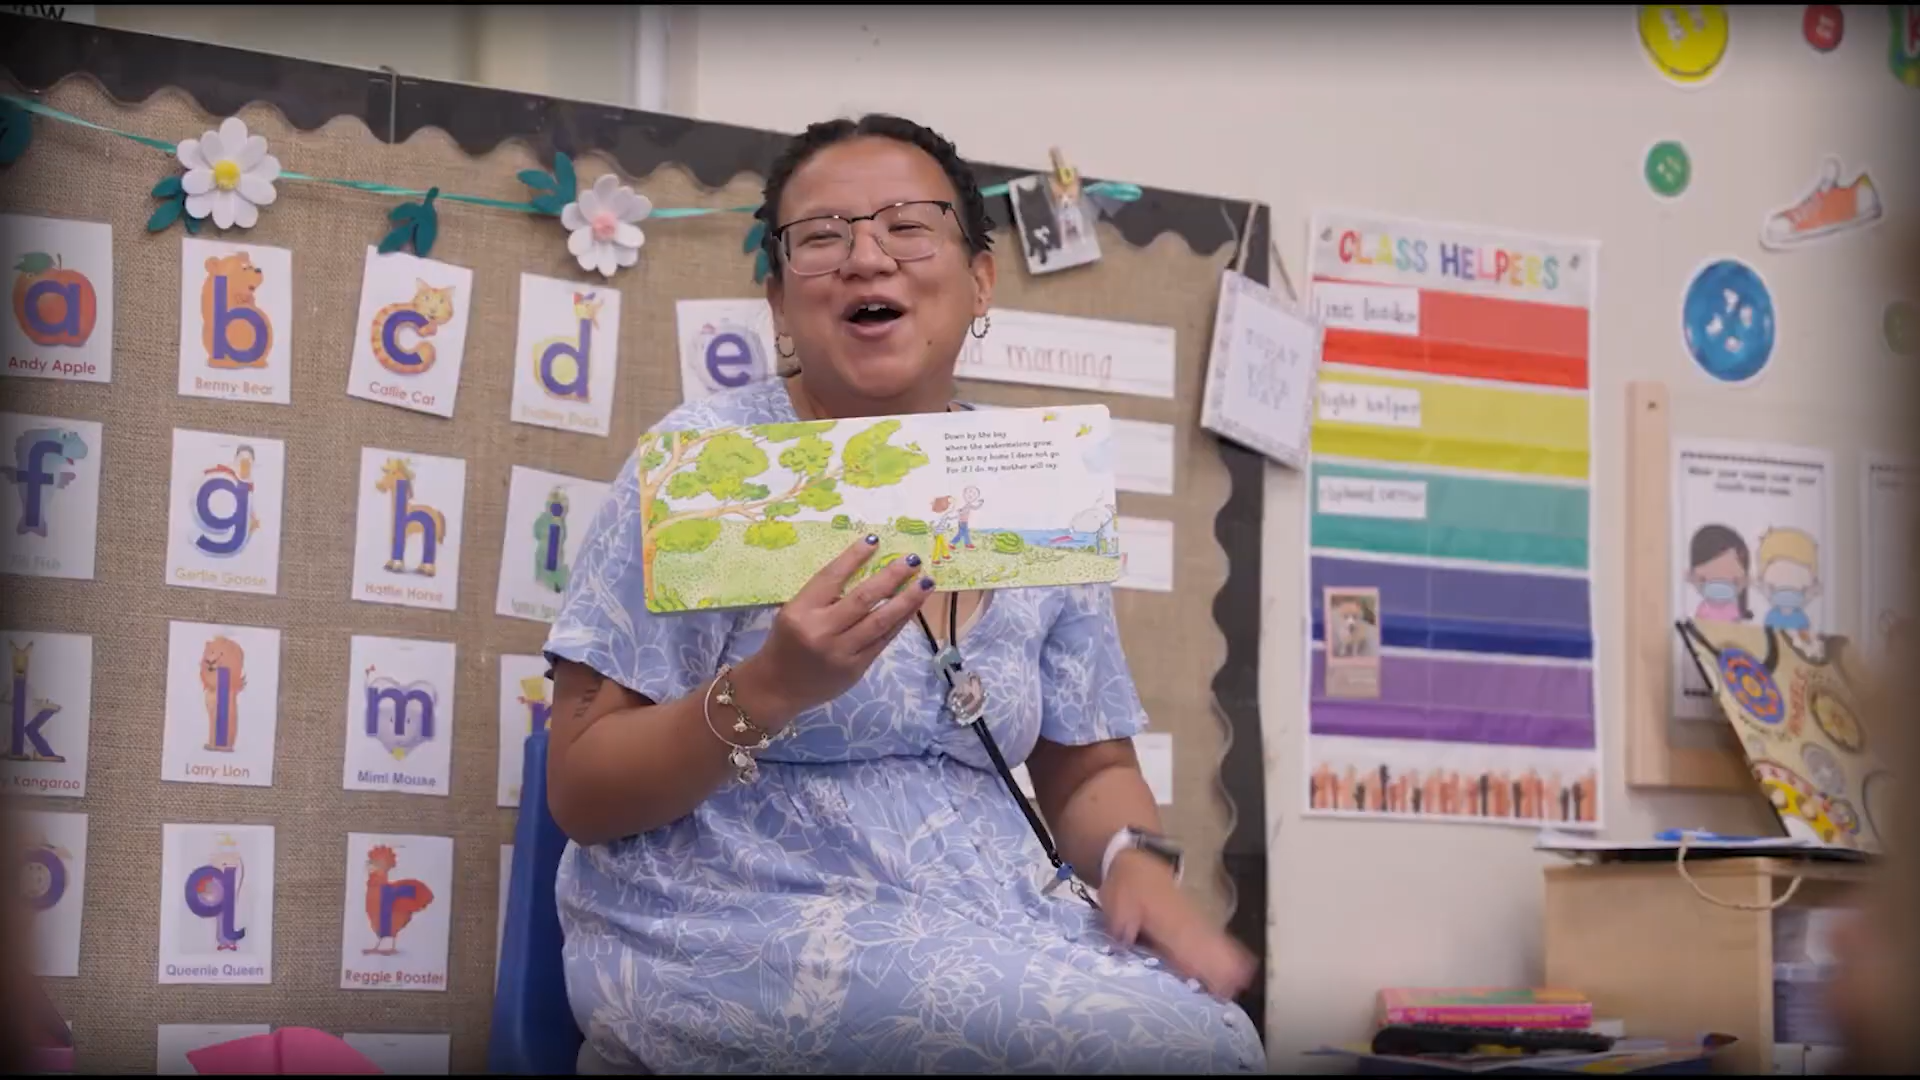 a
Andy Apple
b
Benny Bear
c
Callie Cat
d
e
f
g
Gertie Goose
h
Hattie Horse
i
k
Kangaroo
l
Larry Lion
m
Mimi Mouse
q
Queenie Queen
r
Reggie Rooster
morning
Down by the bay
where the watermelons grow,
Back to my home I dare not go.
For if I do, my mother will say:
CLASS HELPERS
line leader
light helper